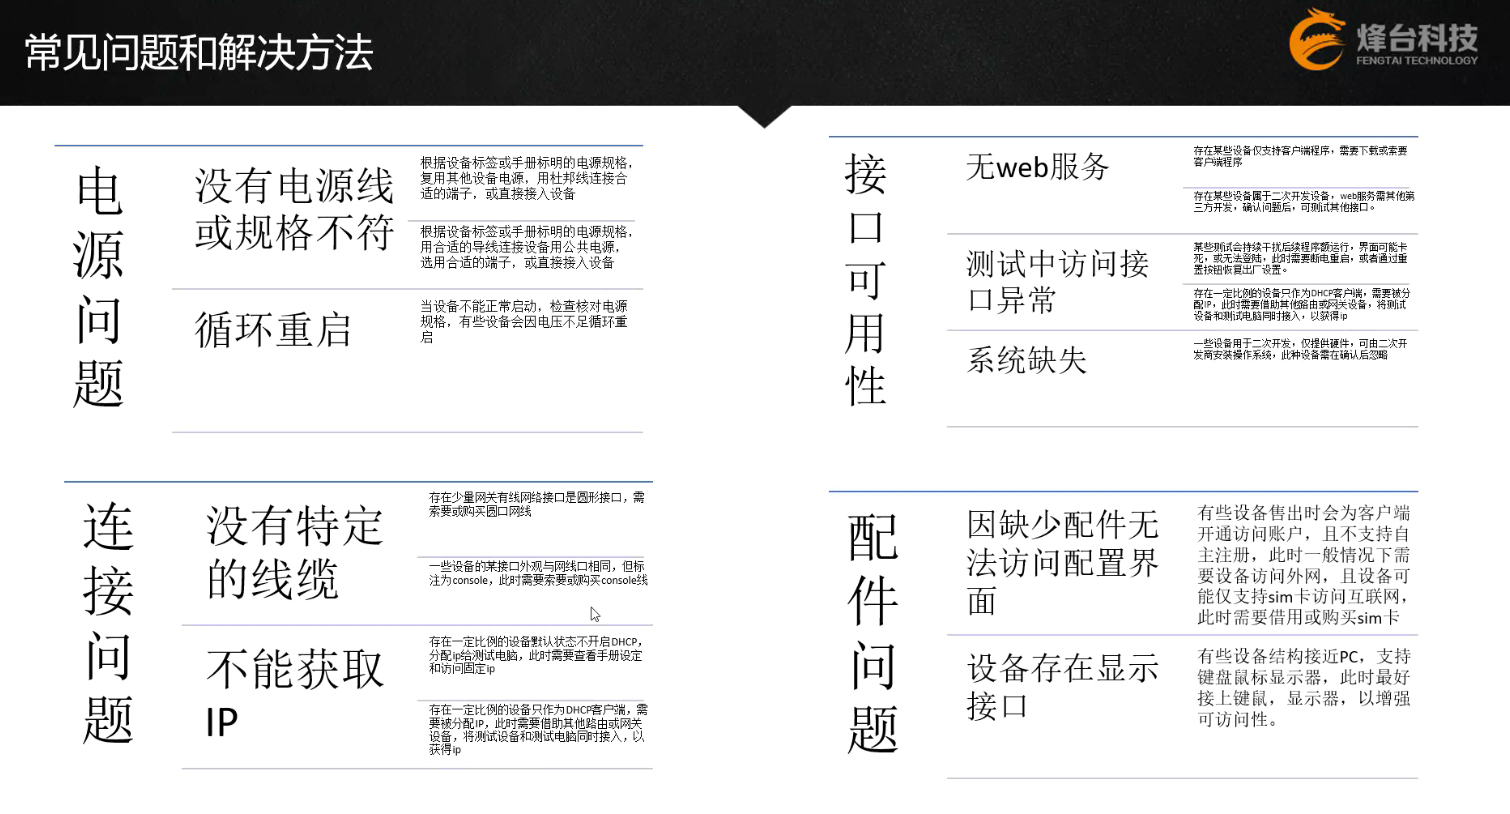 常见问题和解决方法
烽台科技
FENGTAI TECHNOLOGY
电源问题
没有电源线
或规格不符
根据设备标签或手册标明的电源规格，
复用其他设备电源，用杜邦线连接合
适的端子，或直接接入设备
根据设备标签或手册标明的电源规格，
用合适的导线连接设备用公共电源，
选用合适的端子，或直接接入设备
循环重启
当设备不能正常启动，检查核对电源
规格，有些设备会因电压不足循环重
启
接口可用性
无web服务
存在某些设备仅支持客户端程序，需要下载或索要
客户端程序
存在某些设备属于二次开发设备，web服务需其他第
三方开发，确认问题后，可测试其他接口。
测试中访问接
口异常
某些测试会持续干扰后续程序额运行，界面可能卡
死，或无法登陆，此时需要断电重启，或者通过重
置按钮恢复出厂设置。
存在一定比例的设备只作为DHCP客户端，需要被分
配IP，此时需要借助其他路由或网关设备，将测试
设备和测试电脑同时接入，以获得ip
系统缺失
一些设备用于二次开发，仅提供硬件，可由二次开
发商安装操作系统，此种设备需在确认后忽略
连接问题
没有特定
的线缆
存在少量网关有线网络接口是圆形接口，需
索要或购买圆口网线
一些设备的某接口外观与网线口相同，但标
注为console，此时需要索要或购买console线
不能获取
IP
存在一定比例的设备默认状态不开启DHCP，
分配ip给测试电脑，此时需要查看手册设定
和访问固定ip
存在一定比例的设备只作为DHCP客户端，需
要被分配IP，此时需要借助其他路由或网关
设备，将测试设备和测试电脑同时接入，以
获得ip
配件问题
因缺少配件无
法访问配置界
面
有些设备售出时会为客户端
开通访问账户，且不支持自
主注册，此时一般情况下需
要设备访问外网，且设备可
能仅支持sim卡访问互联网，
此时需要借用或购买sim卡
设备存在显示
接口
有些设备结构接近PC，支持
键盘鼠标显示器，此时最好
接上键鼠，显示器，以增强
可访问性。